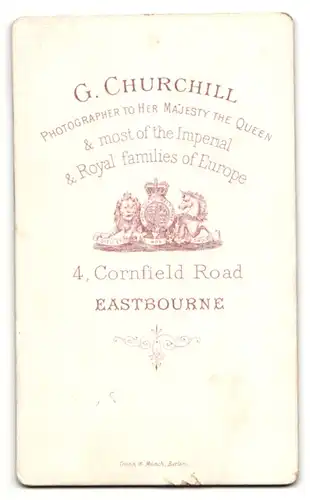 G. CHURCHILL
PHOTOGRAPHER TO HER MAJESTY THE QUEEN
& most of the Imperial
& Royal families of Europe
4, Cornfield Road
EASTBOURNE
Berlin.